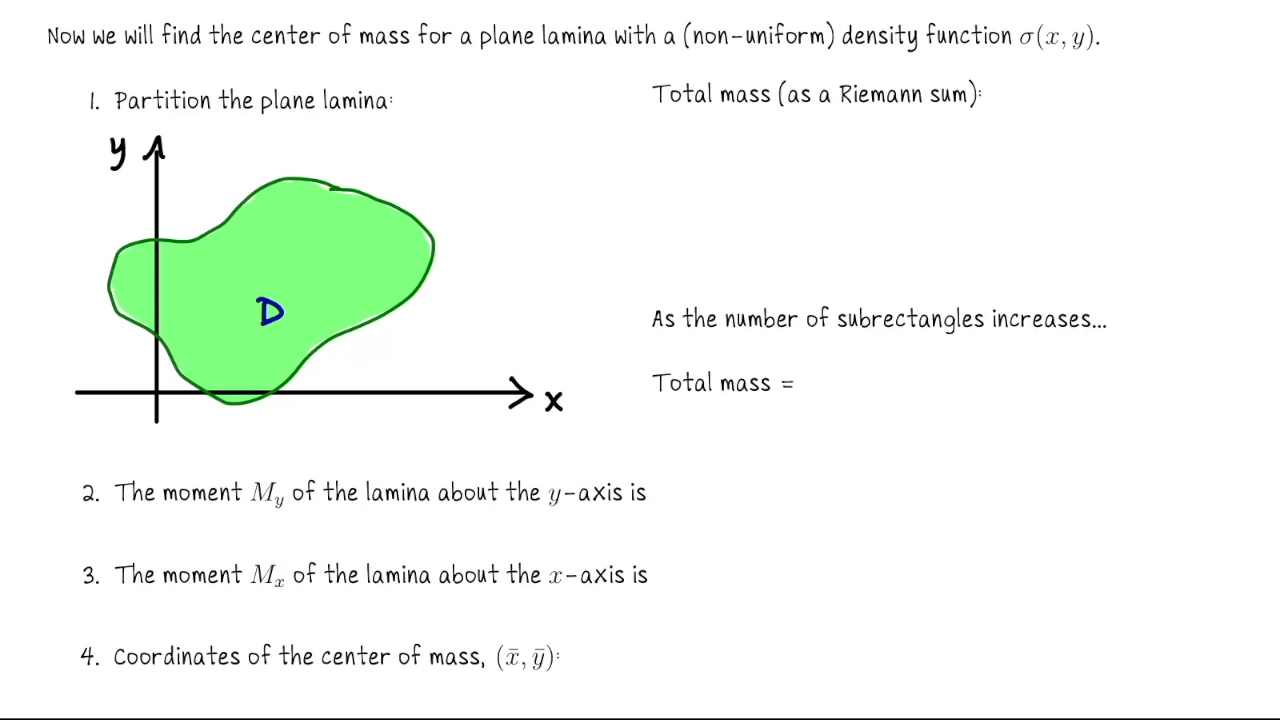 Now we will find the center of mass for a plane lamina with a (non-uniform) density function σ(x, y).
1. Partition the plane lamina:
Total mass (as a Riemann sum):
y
D
x
As the number of subrectangles increases...
Total mass =
2. The moment M_y of the lamina about the y-axis is
3. The moment M_x of the lamina about the x-axis is
4. Coordinates of the center of mass, (x̄, ȳ):